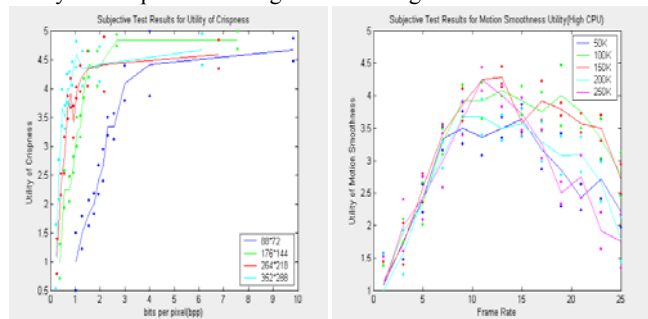 Subjective Test Results for Utility of Crispness
5
4.5
4
3.5
3
2.5
2
1.5
1
0.5
Utility of Crispness
0 1 2 3 4 5 6 7 8 9 10
bits per pixel(bpp)
88*72
176*144
264*218
352*288
Subjective Test Results for Motion Smoothness Utility(High CPU)
5
4.5
4
3.5
3
2.5
2
1.5
1
Utility of Motion Smoothness
0 5 10 15 20 25
Frame Rate
50K
100K
150K
200K
250K